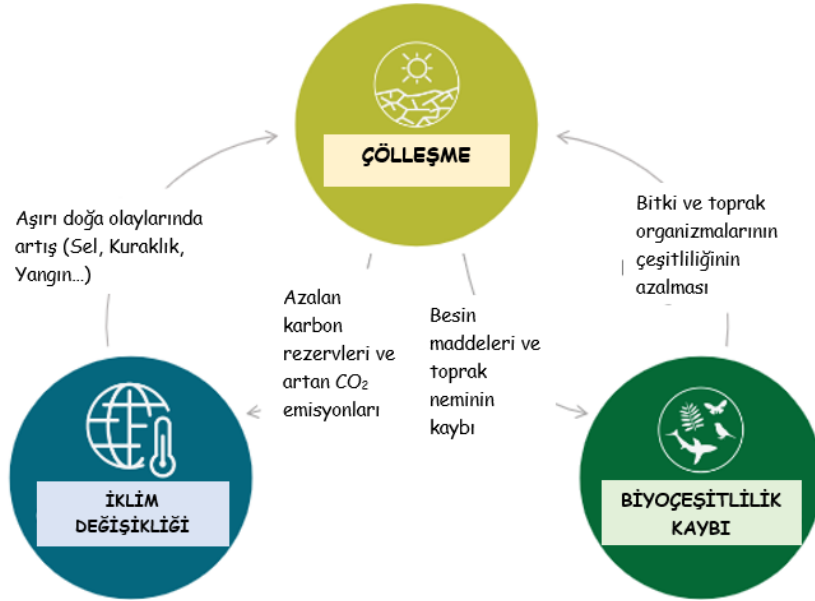 ÇÖLLEŞME
Aşırı doğa olaylarında
artış (Sel, Kuraklık,
Yangın...)
Azalan
karbon
rezervleri ve
artan CO₂
emisyonları
Besin
maddeleri ve
toprak
neminin
kaybı
Bitki ve toprak
organizmalarının
çeşitliliğinin
azalması
İKLİM
DEĞİŞİKLİĞİ
BİYOÇEŞİTLİLİK
KAYBI